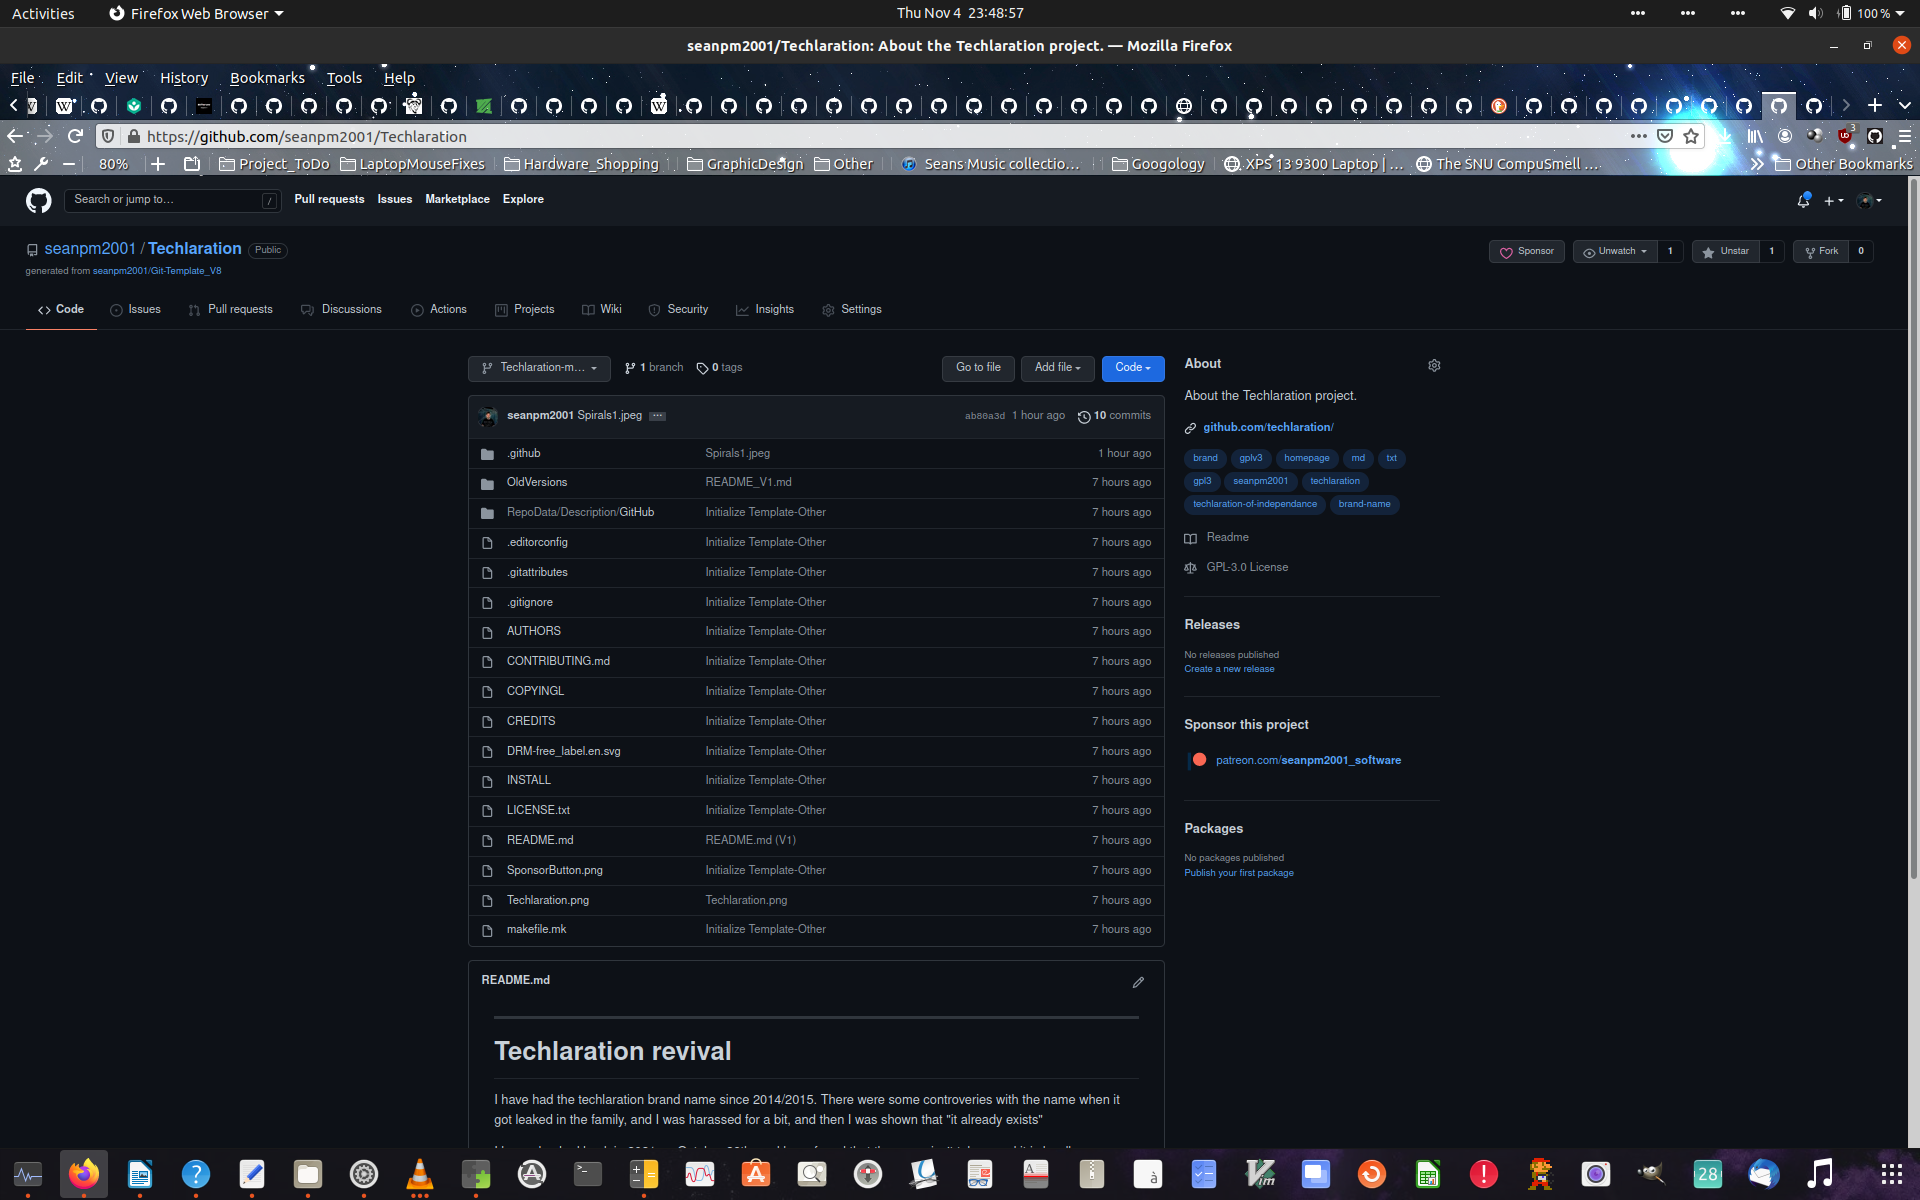 Activities Firefox Web Browser Thu Nov 4 23:48:57 100 %
seanpm2001/Techlaration: About the Techlaration project. — Mozilla Firefox
File Edit View History Bookmarks Tools Help
https://github.com/seanpm2001/Techlaration 3
80% Project_ToDo LaptopMouseFixes Hardware_Shopping GraphicDesign Other Seans Music collectio… Googology XPS 13 9300 Laptop | … The SNU CompuSmell … Other Bookmarks
Search or jump to… / Pull requests Issues Marketplace Explore
seanpm2001 / Techlaration Public Sponsor Unwatch 1 Unstar 1 Fork 0
generated from seanpm2001/Git-Template_V8
Code Issues Pull requests Discussions Actions Projects Wiki Security Insights Settings
Techlaration-m… 1 branch 0 tags Go to file Add file Code
seanpm2001 Spirals1.jpeg … ab80a3d 1 hour ago 10 commits
.github Spirals1.jpeg 1 hour ago
OldVersions README_V1.md 7 hours ago
RepoData/Description/GitHub Initialize Template-Other 7 hours ago
.editorconfig Initialize Template-Other 7 hours ago
.gitattributes Initialize Template-Other 7 hours ago
.gitignore Initialize Template-Other 7 hours ago
AUTHORS Initialize Template-Other 7 hours ago
CONTRIBUTING.md Initialize Template-Other 7 hours ago
COPYINGL Initialize Template-Other 7 hours ago
CREDITS Initialize Template-Other 7 hours ago
DRM-free_label.en.svg Initialize Template-Other 7 hours ago
INSTALL Initialize Template-Other 7 hours ago
LICENSE.txt Initialize Template-Other 7 hours ago
README.md README.md (V1) 7 hours ago
SponsorButton.png Initialize Template-Other 7 hours ago
Techlaration.png Techlaration.png 7 hours ago
makefile.mk Initialize Template-Other 7 hours ago
About
About the Techlaration project.
github.com/techlaration/
brand gplv3 homepage md txt
gpl3 seanpm2001 techlaration
techlaration-of-independance brand-name
Readme
GPL-3.0 License
Releases
No releases published
Create a new release
Sponsor this project
patreon.com/seanpm2001_software
Packages
No packages published
Publish your first package
README.md
Techlaration revival
I have had the techlaration brand name since 2014/2015. There were some controveries with the name when it
got leaked in the family, and I was harassed for a bit, and then I was shown that "it already exists"
28